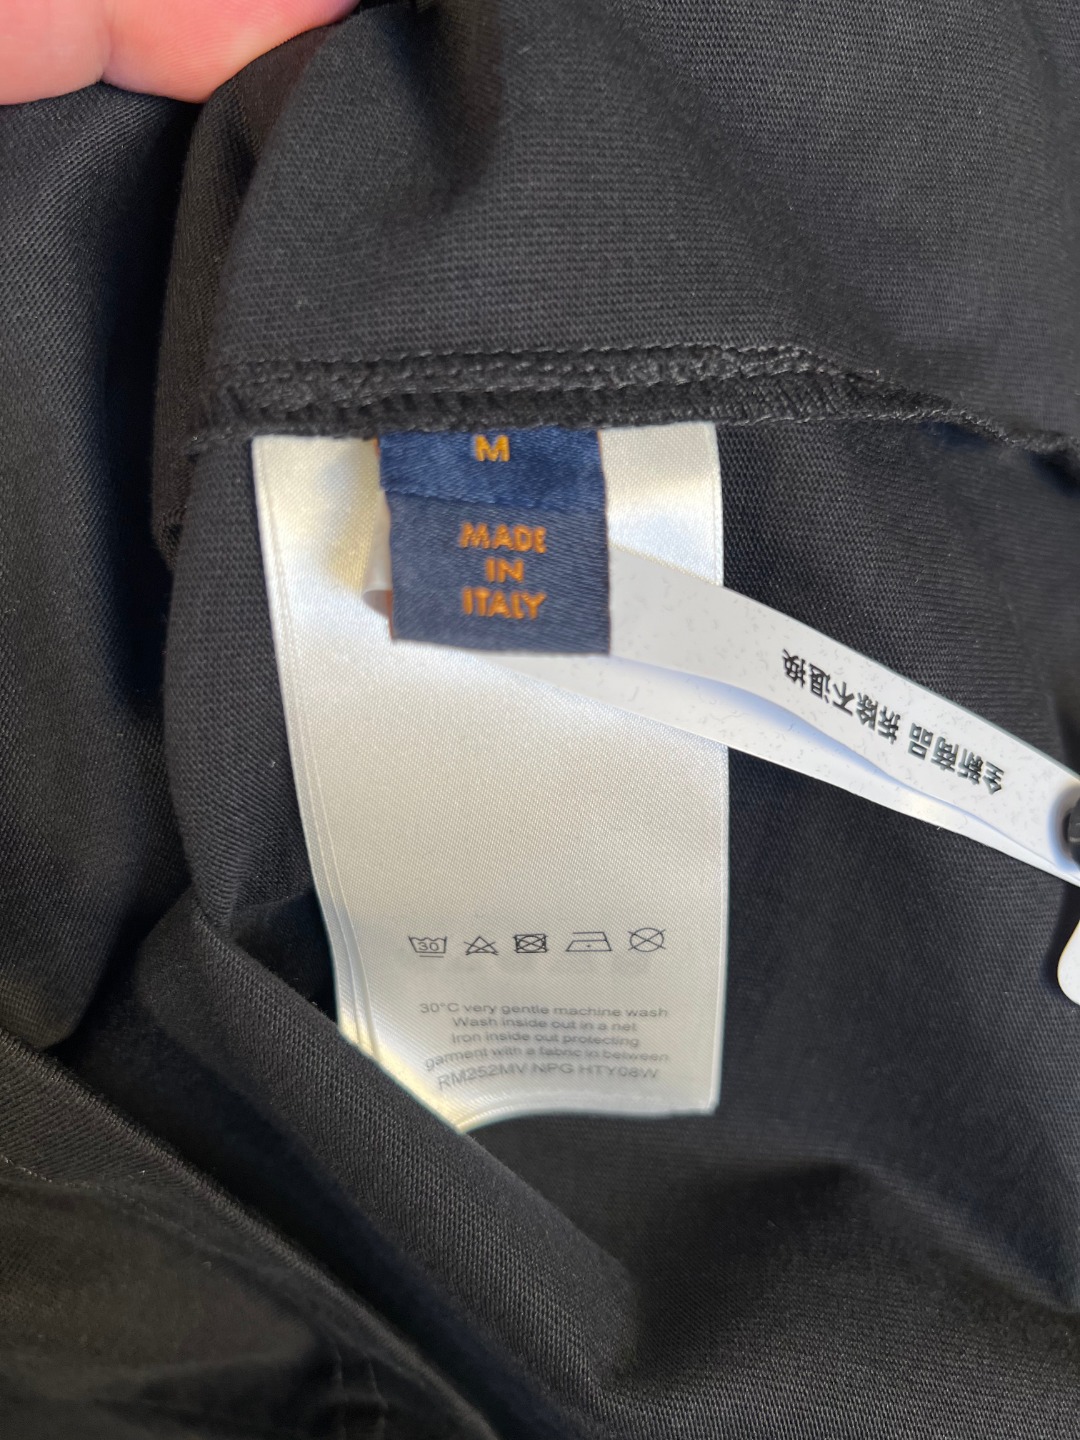 M
MADE
IN
ITALY
全新商品 拆除不退换
30
30°C very gentle machine wash
Wash inside out in a net
Iron inside out protecting
garment with a fabric in between
RM252MV NPG HTY08W